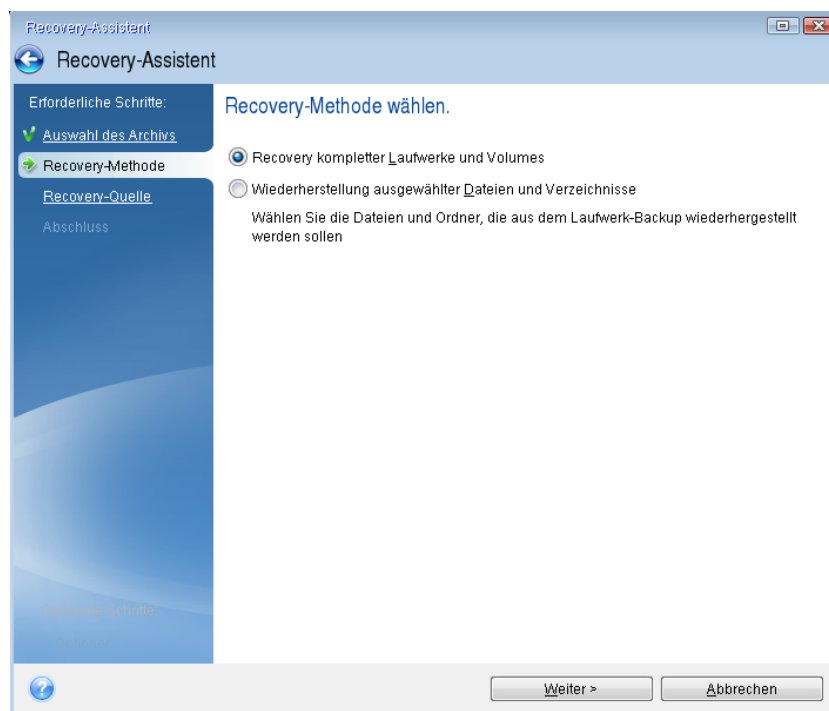 Recovery-Assistent
Recovery-Assistent
Erforderliche Schritte:
Auswahl des Archivs
Recovery-Methode
Recovery-Quelle
Abschluss
Recovery-Methode wählen.
Recovery kompletter Laufwerke und Volumes
Wiederherstellung ausgewählter Dateien und Verzeichnisse
Wählen Sie die Dateien und Ordner, die aus dem Laufwerk-Backup wiederhergestellt
werden sollen
Schritte:
?
Weiter >
Abbrechen